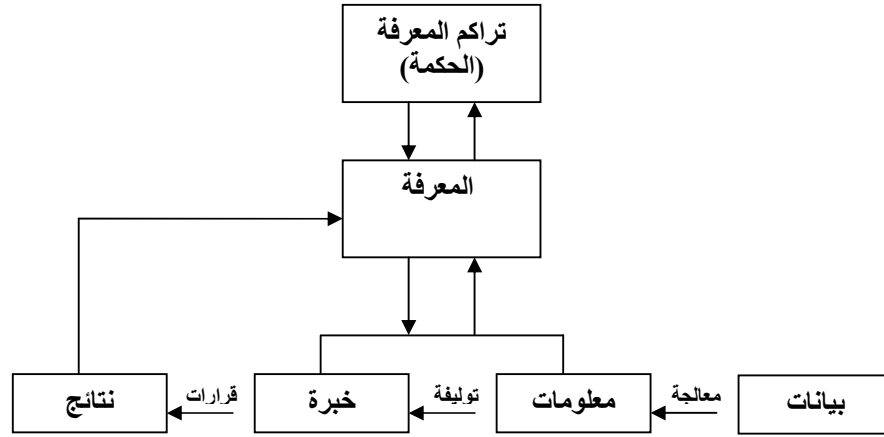 تراكم المعرفة
(الحكمة)
المعرفة
بيانات
معالجة
معلومات
توليفة
خبرة
قرارات
نتائج